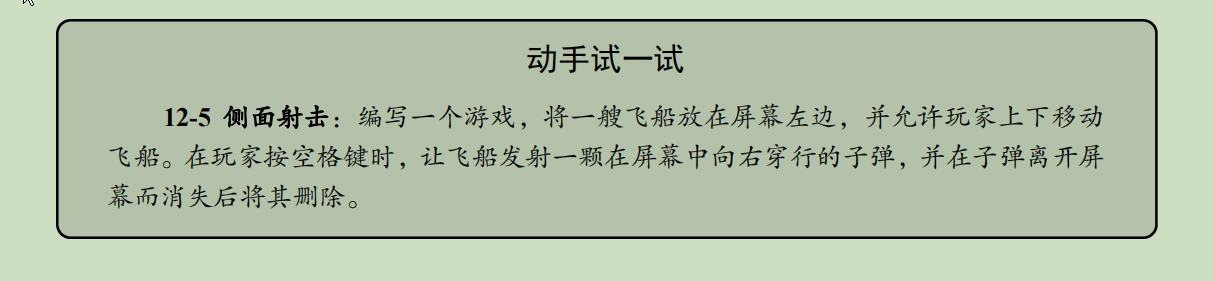 动手试一试
12-5 侧面射击：编写一个游戏，将一艘飞船放在屏幕左边，并允许玩家上下移动
飞船。在玩家按空格键时，让飞船发射一颗在屏幕中向右穿行的子弹，并在子弹离开屏
幕而消失后将其删除。